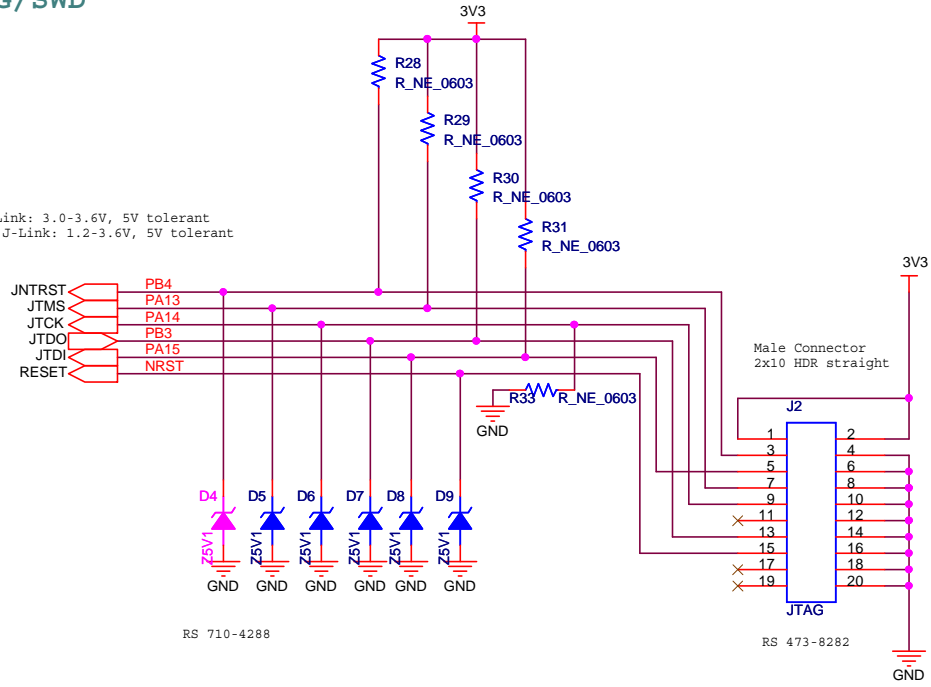 G/SWD
3V3
R28
R_NE_0603
R29
R_NE_0603
R30
R_NE_0603
R31
R_NE_0603
Link: 3.0-3.6V, 5V tolerant
J-Link: 1.2-3.6V, 5V tolerant
3V3
JNTRST PB4
JTMS PA13
JTCK PA14
JTDO PB3
JTDI PA15
RESET NRST
Male Connector
2x10 HDR straight
R33 R_NE_0603
GND
J2
1 2
3 4
5 6
7 8
9 10
11 12
13 14
15 16
17 18
19 20
JTAG
D4 D5 D6 D7 D8 D9
Z5V1 Z5V1 Z5V1 Z5V1 Z5V1 Z5V1
GND GND GND GND GND GND
RS 710-4288
RS 473-8282
GND